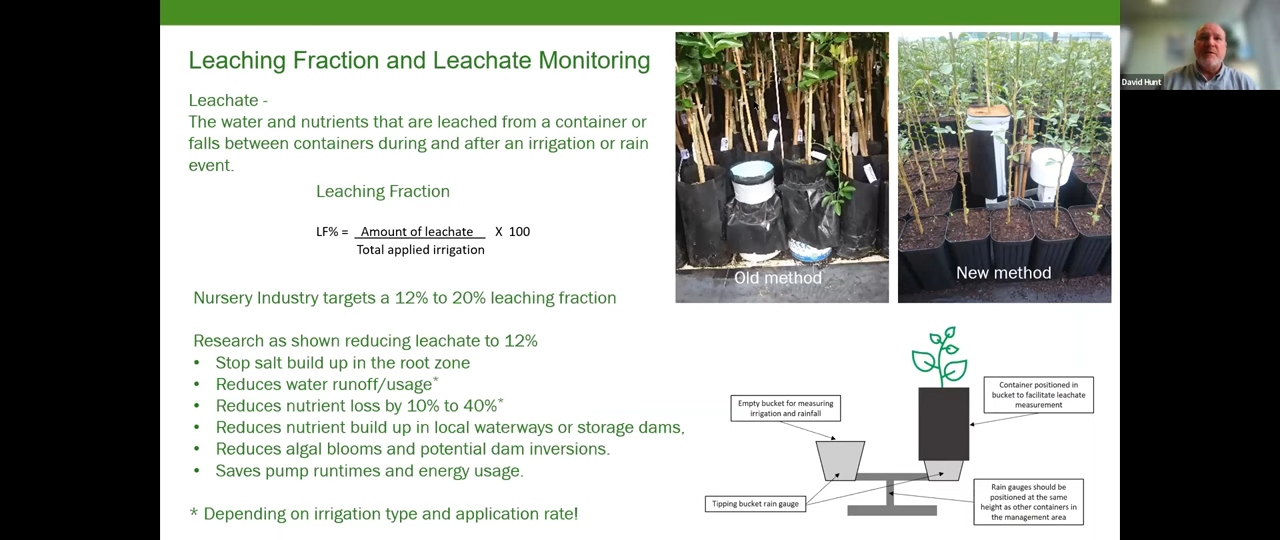 Leaching Fraction and Leachate Monitoring
Leachate -
The water and nutrients that are leached from a container or
falls between containers during and after an irrigation or rain
event.
Leaching Fraction
LF% = Amount of leachate X 100
Total applied irrigation
Nursery Industry targets a 12% to 20% leaching fraction
Research as shown reducing leachate to 12%
• Stop salt build up in the root zone
• Reduces water runoff/usage*
• Reduces nutrient loss by 10% to 40%*
• Reduces nutrient build up in local waterways or storage dams,
• Reduces algal blooms and potential dam inversions.
• Saves pump runtimes and energy usage.
* Depending on irrigation type and application rate!
Old method
New method
Empty bucket for measuring
irrigation and rainfall
Container positioned in
bucket to facilitate leachate
measurement
Tipping bucket rain gauge
Rain gauges should be
positioned at the same
height as other containers in
the management area
David Hunt